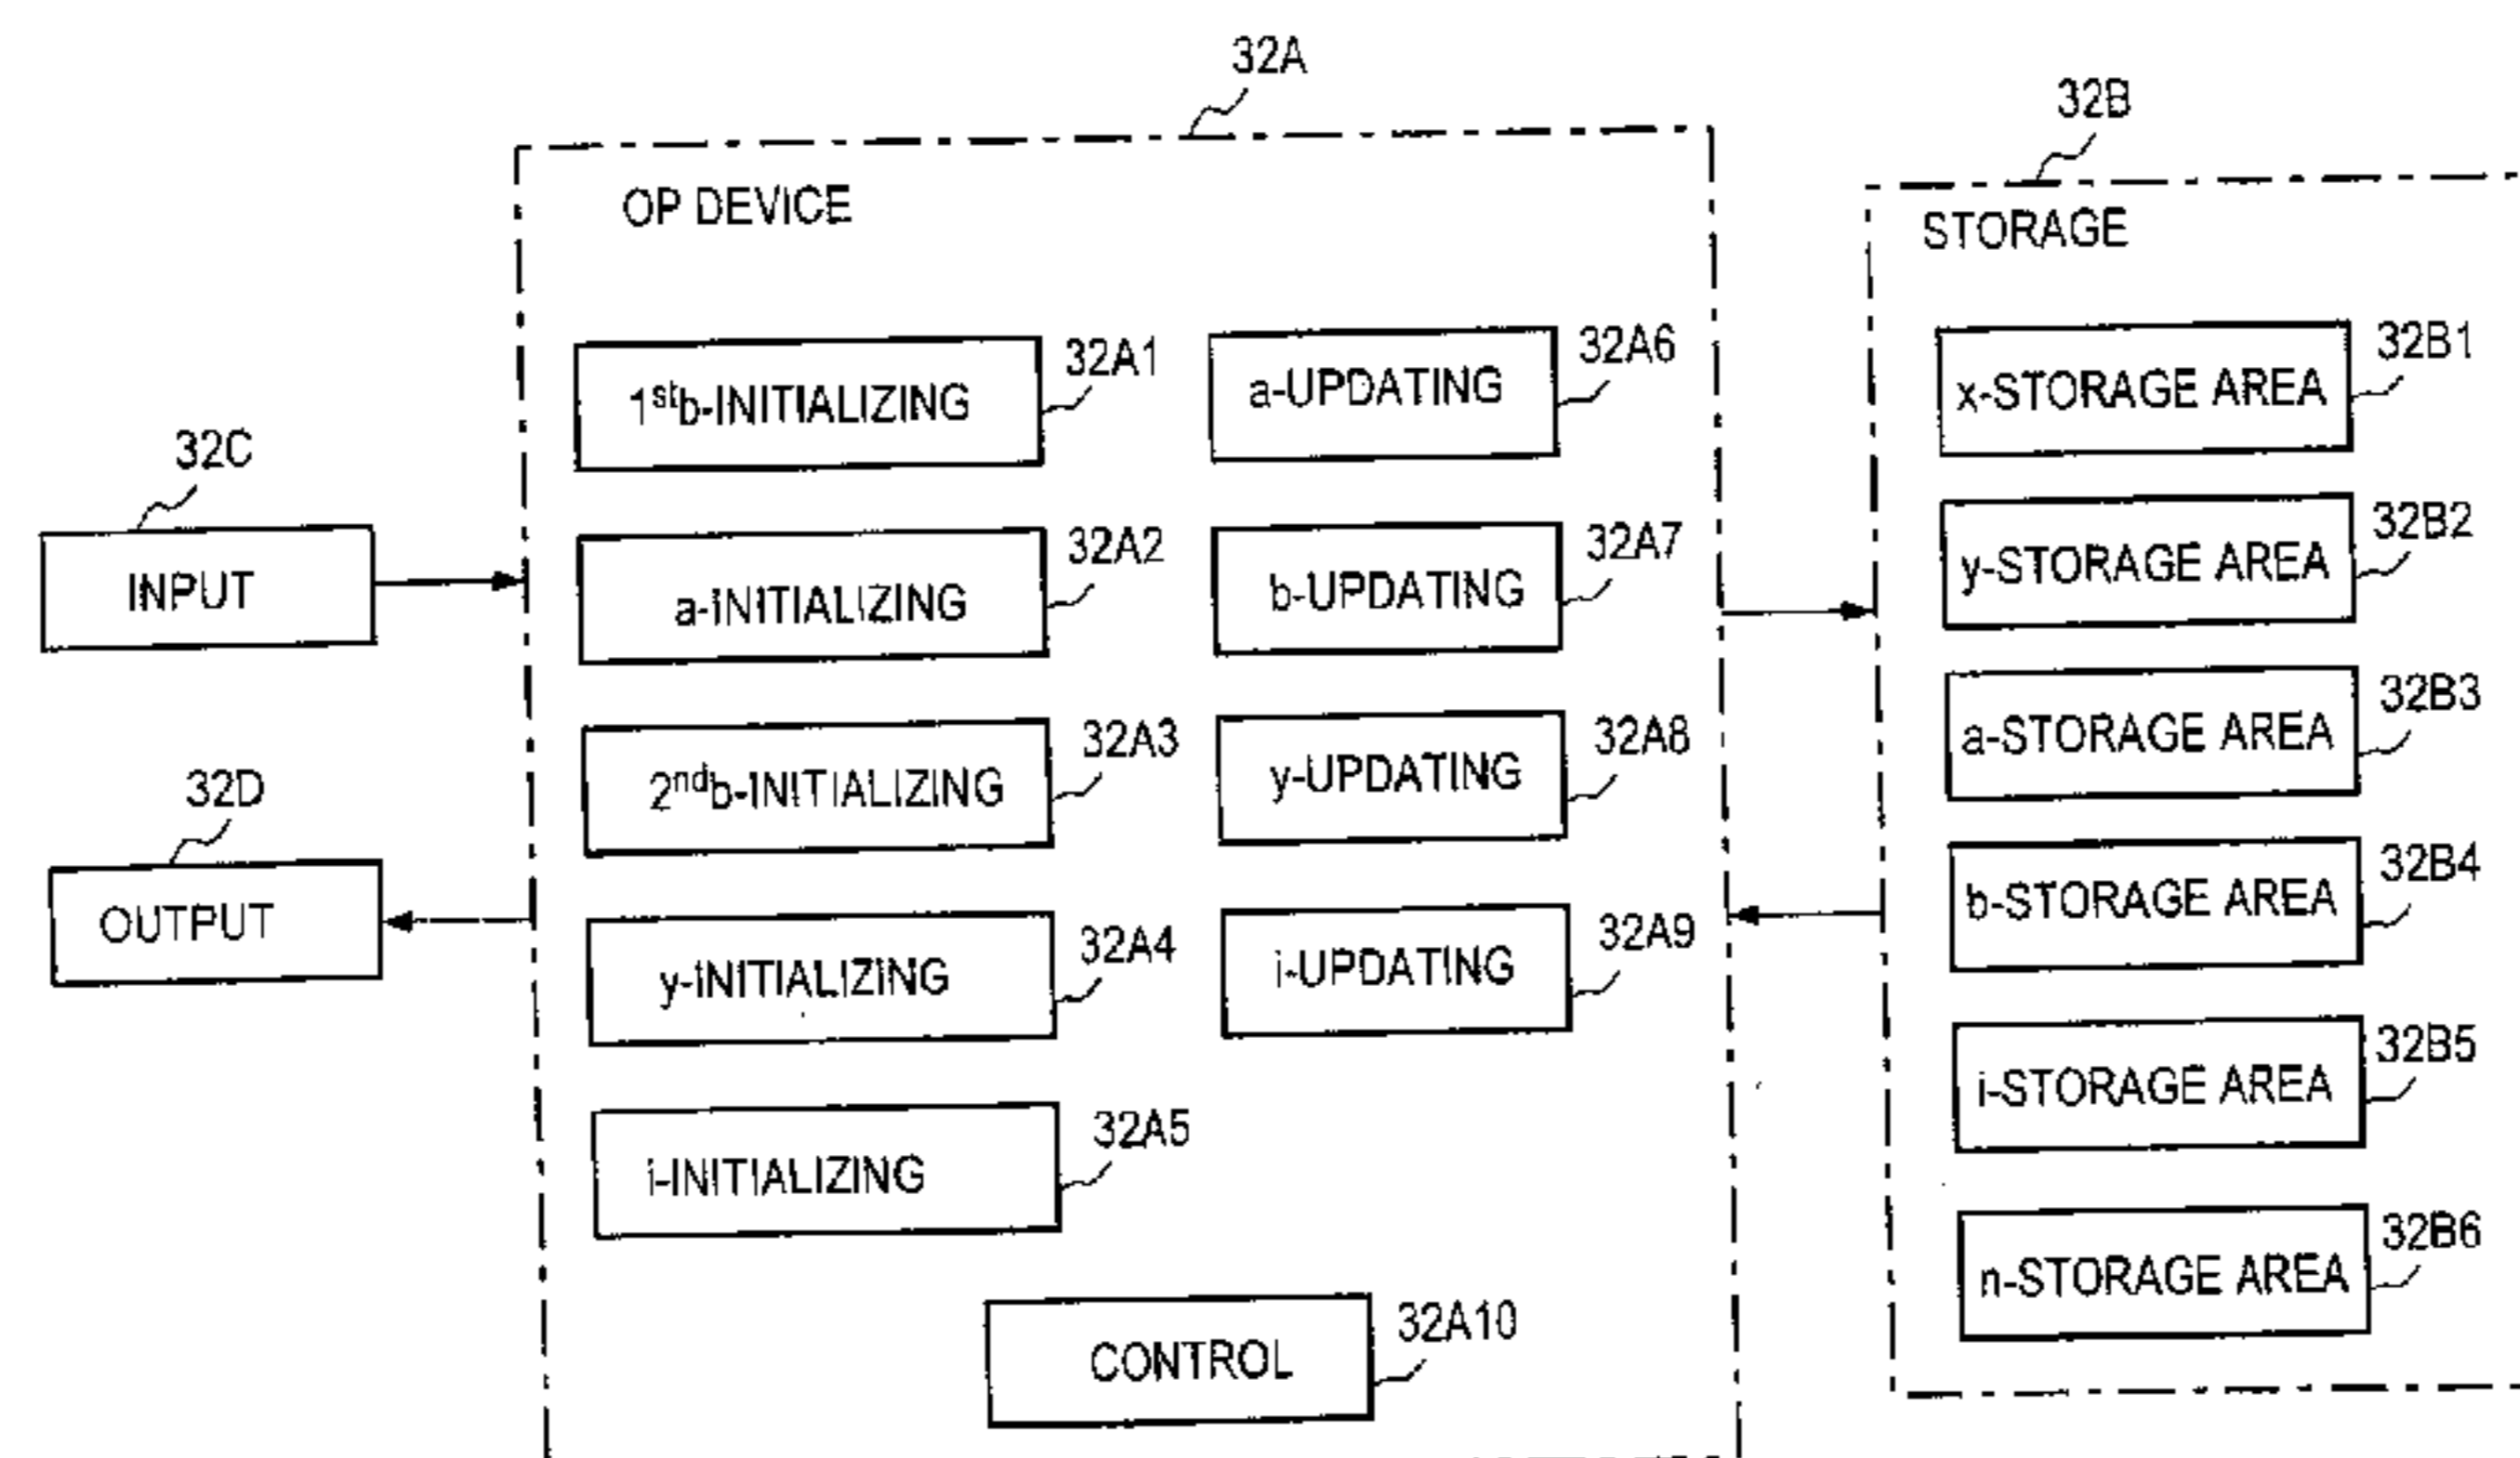 32A
32B
OP DEVICE
STORAGE
1stb-INITIALIZING
32A1
a-UPDATING
32A6
x-STORAGE AREA
32B1
32C
INPUT
a-INITIALIZING
32A2
b-UPDATING
32A7
y-STORAGE AREA
32B2
32D
OUTPUT
2ndb-INITIALIZING
32A3
y-UPDATING
32A8
a-STORAGE AREA
32B3
y-INITIALIZING
32A4
i-UPDATING
32A9
b-STORAGE AREA
32B4
i-INITIALIZING
32A5
i-STORAGE AREA
32B5
CONTROL
32A10
n-STORAGE AREA
32B6